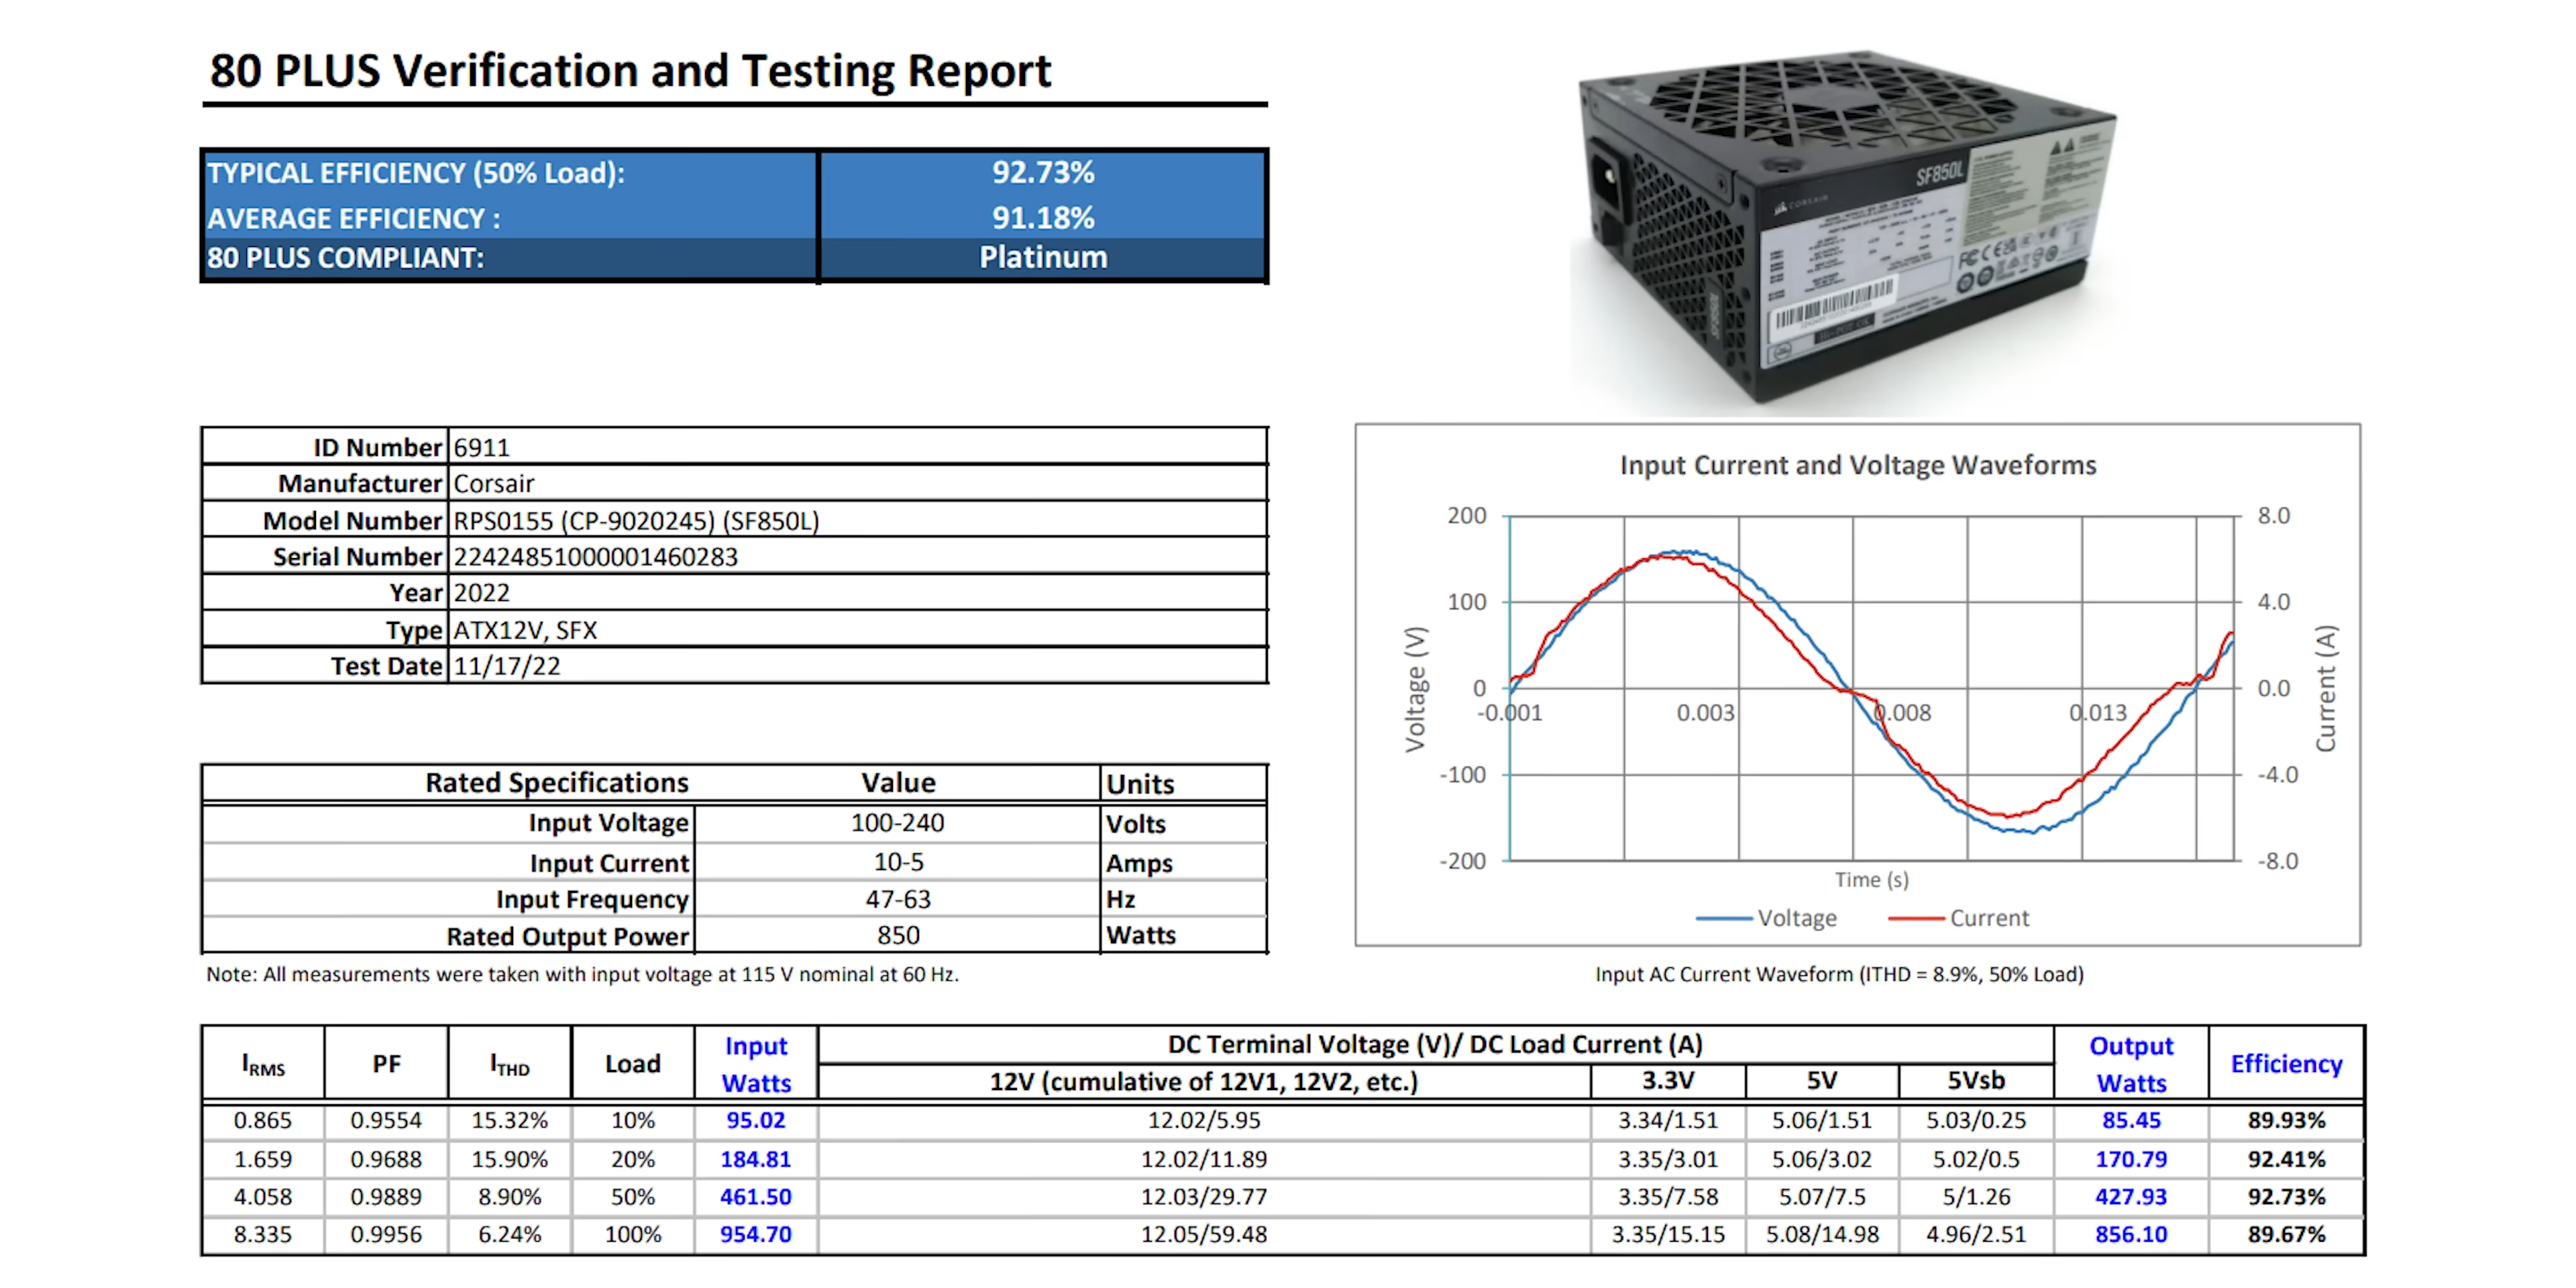 80 PLUS Verification and Testing Report
TYPICAL EFFICIENCY (50% Load): 92.73%
AVERAGE EFFICIENCY : 91.18%
80 PLUS COMPLIANT: Platinum
SF850L
CORSAIR
ID Number 6911
Manufacturer Corsair
Model Number RPS0155 (CP-9020245) (SF850L)
Serial Number 22424851000001460283
Year 2022
Type ATX12V, SFX
Test Date 11/17/22
Input Current and Voltage Waveforms
200 8.0
100 4.0
0 0.0
-0.001 0.003 0.008 0.013
-100 -4.0
-200 -8.0
Voltage (V)
Current (A)
Time (s)
Voltage Current
Rated Specifications Value Units
Input Voltage 100-240 Volts
Input Current 10-5 Amps
Input Frequency 47-63 Hz
Rated Output Power 850 Watts
Note: All measurements were taken with input voltage at 115 V nominal at 60 Hz.
Input AC Current Waveform (ITHD = 8.9%, 50% Load)
IRMS PF ITHD Load Input Watts DC Terminal Voltage (V)/ DC Load Current (A) Output Watts Efficiency
12V (cumulative of 12V1, 12V2, etc.) 3.3V 5V 5Vsb
0.865 0.9554 15.32% 10% 95.02 12.02/5.95 3.34/1.51 5.06/1.51 5.03/0.25 85.45 89.93%
1.659 0.9688 15.90% 20% 184.81 12.02/11.89 3.35/3.01 5.06/3.02 5.02/0.5 170.79 92.41%
4.058 0.9889 8.90% 50% 461.50 12.03/29.77 3.35/7.58 5.07/7.5 5/1.26 427.93 92.73%
8.335 0.9956 6.24% 100% 954.70 12.05/59.48 3.35/15.15 5.08/14.98 4.96/2.51 856.10 89.67%